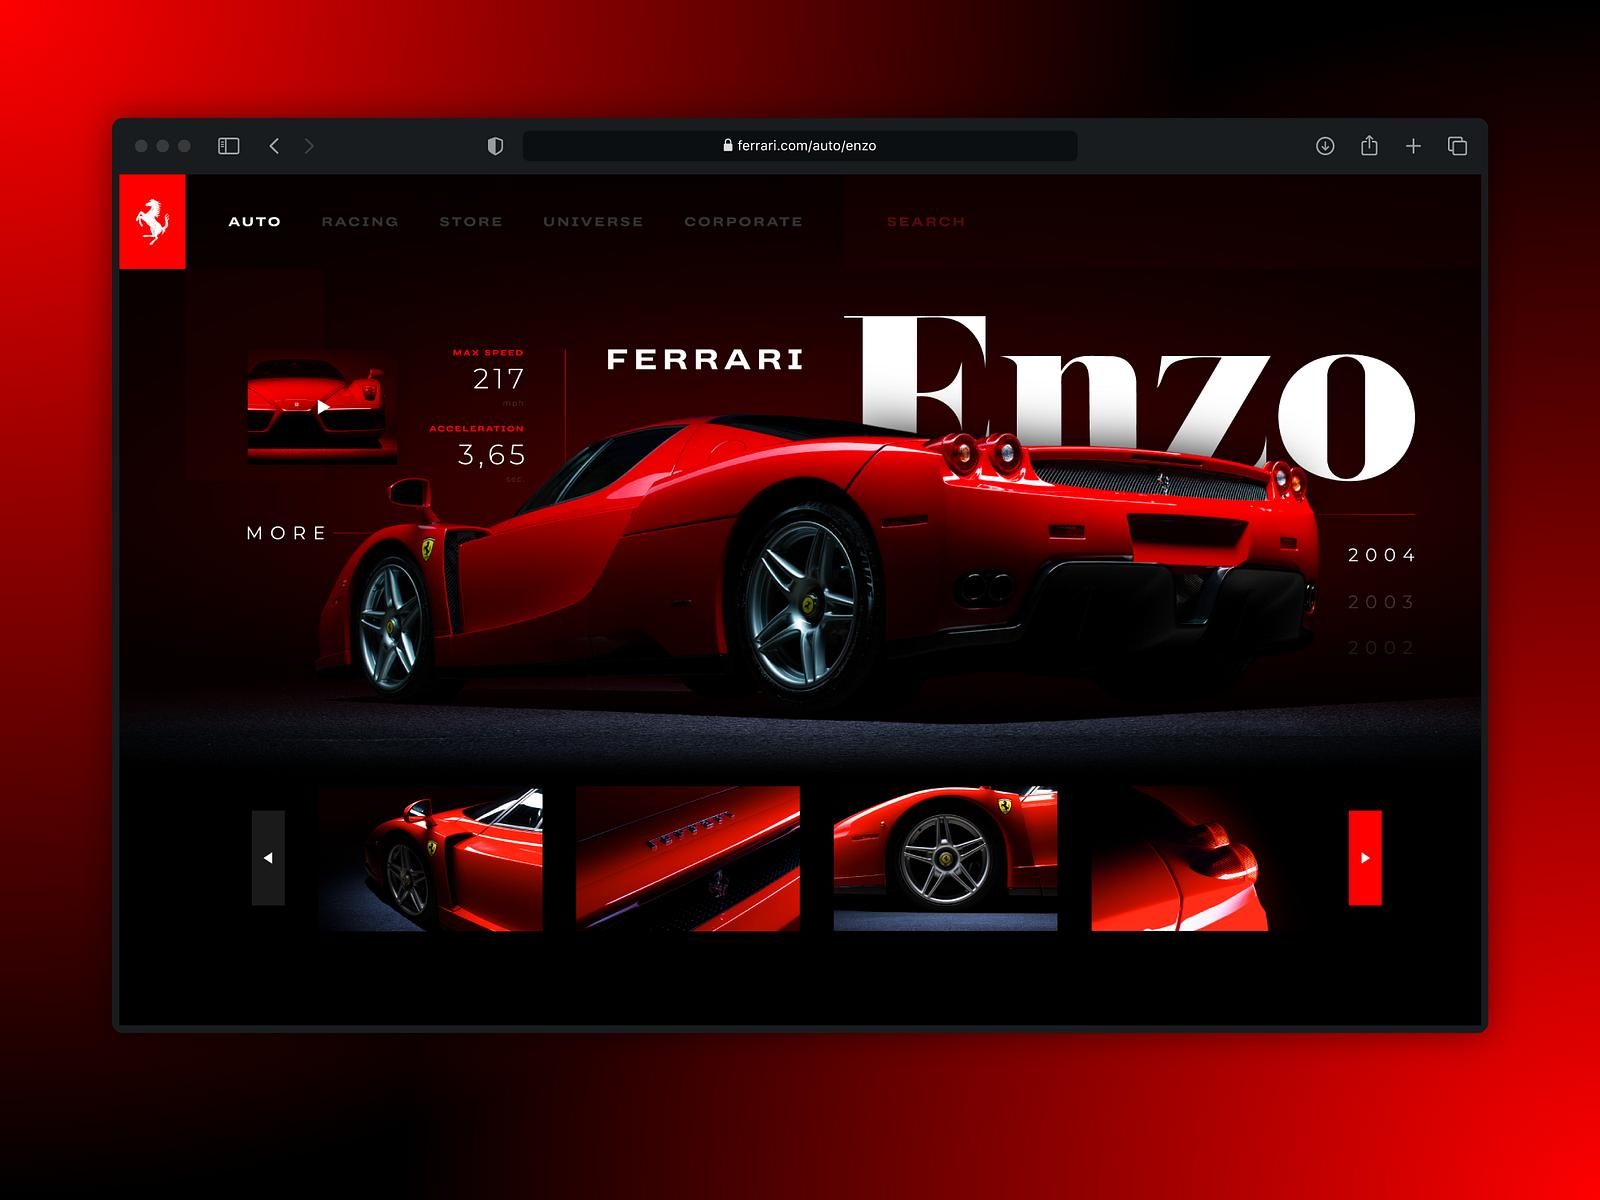 ferrari.com/auto/enzo
AUTO RACING STORE UNIVERSE CORPORATE SEARCH
FERRARI Enzo
MAX SPEED
217
mph
ACCELERATION
3,65
sec.
MORE
2004
2003
2002
FERRARI